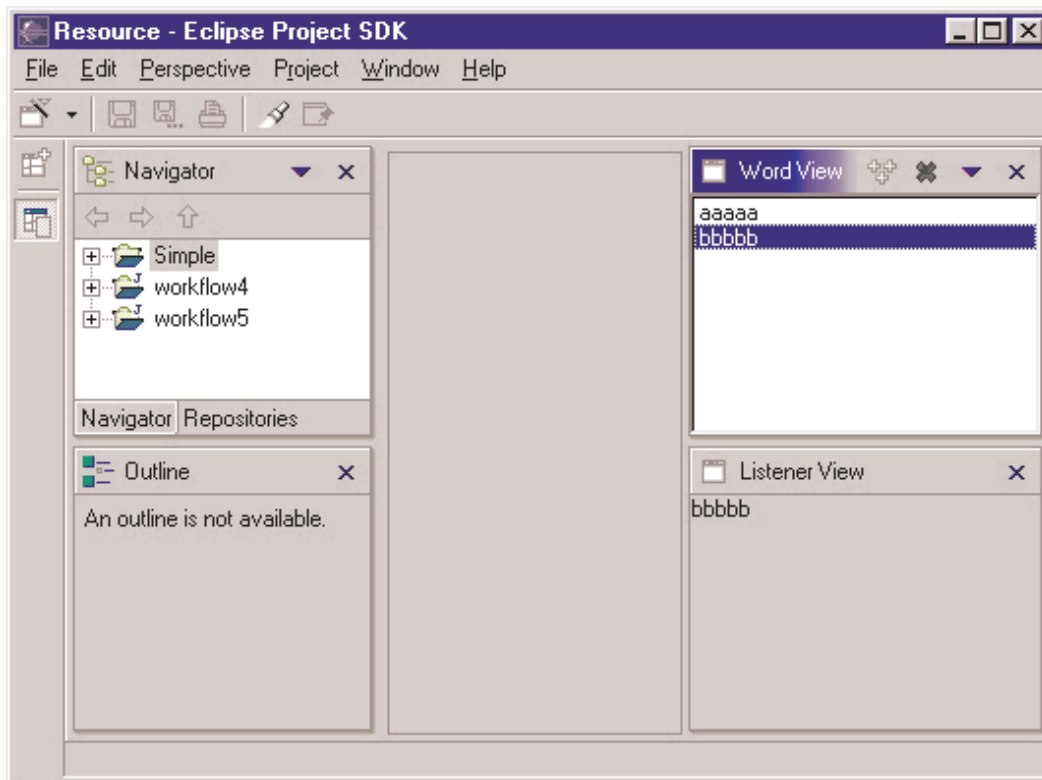 Resource - Eclipse Project SDK
File Edit Perspective Project Window Help
Navigator
Simple
workflow4
workflow5
Navigator Repositories
Outline
An outline is not available.
Word View
aaaaa
bbbbb
Listener View
bbbbb